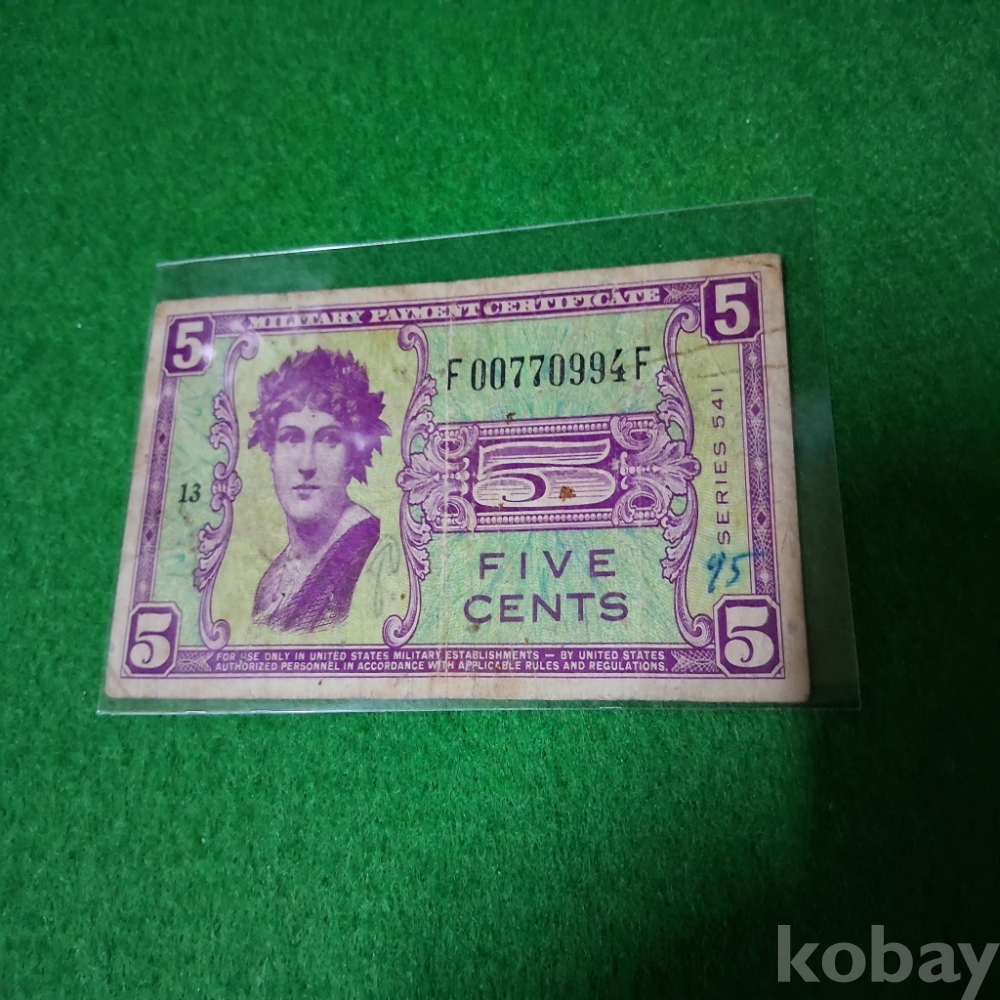 MILITARY PAYMENT CERTIFICATE
5
5
F00770994F
SERIES 541
13
5
FIVE
CENTS
95
5
5
FOR USE ONLY IN UNITED STATES MILITARY ESTABLISHMENTS — BY UNITED STATES
AUTHORIZED PERSONNEL IN ACCORDANCE WITH APPLICABLE RULES AND REGULATIONS.
kobay